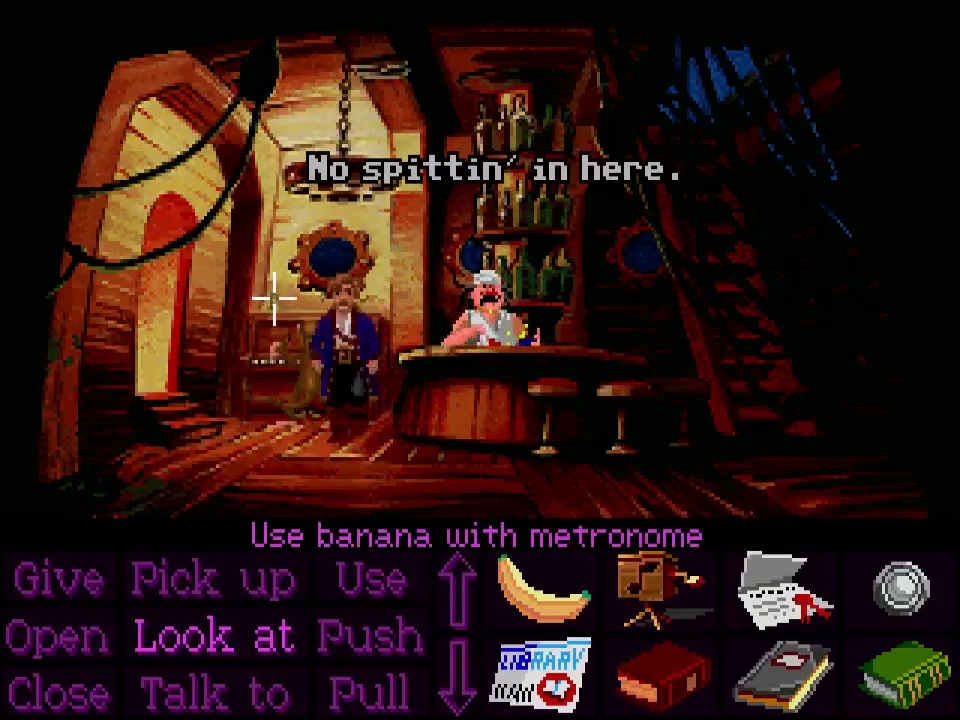 No spittin' in here.
Use banana with metronome
Give Pick up Use
Open Look at Push
Close Talk to Pull
LIBRARY